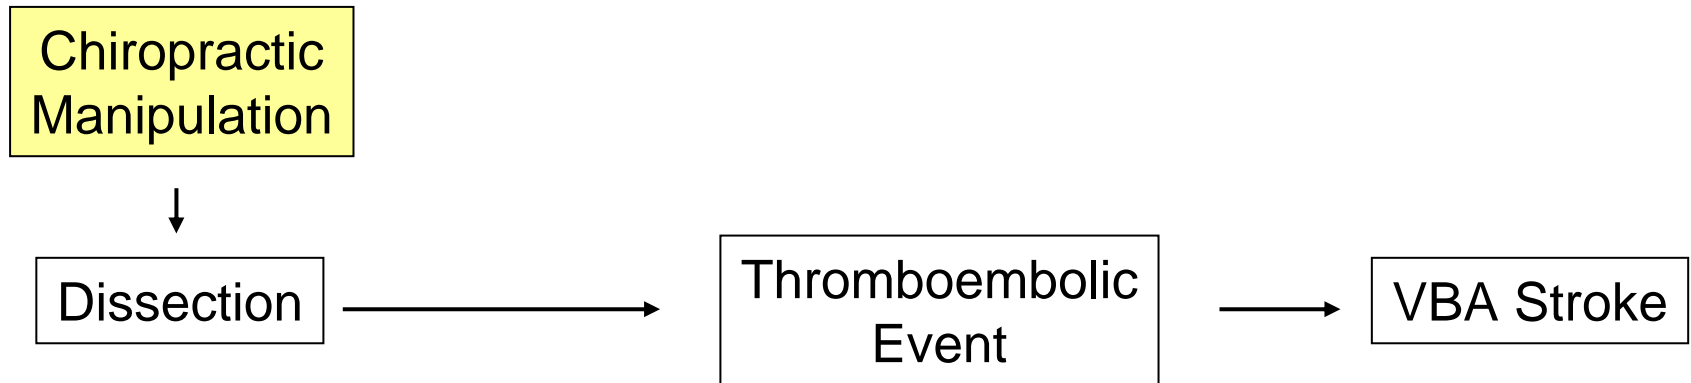 Chiropractic
Manipulation
Dissection
Thromboembolic
Event
VBA Stroke